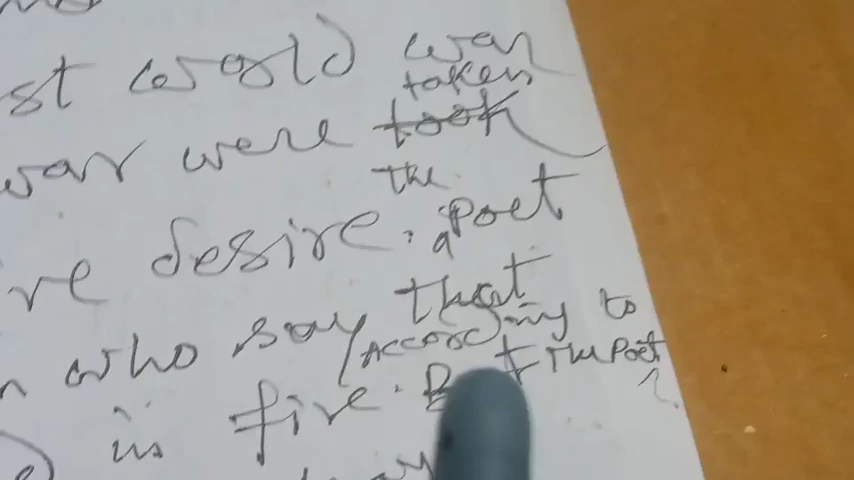 st world war
taken
war were took
the
ve desire. a Poet
who say that
According to
is fire. the Poet